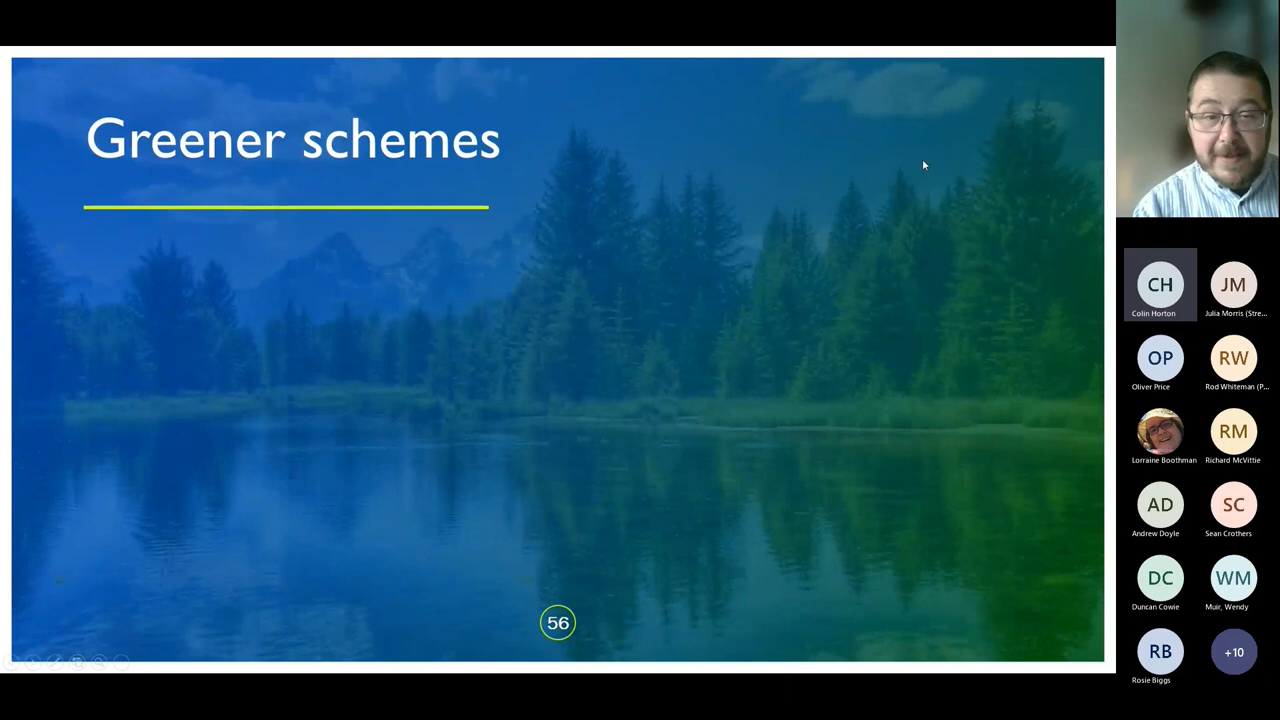 Greener schemes
56
CH
Colin Horton
JM
Julia Morris (Stre...
OP
Oliver Price
RW
Rod Whiteman (P...
Lorraine Boothman
RM
Richard McVittie
AD
Andrew Doyle
SC
Sean Crothers
DC
Duncan Cowie
WM
Muir, Wendy
RB
Rosie Biggs
+10